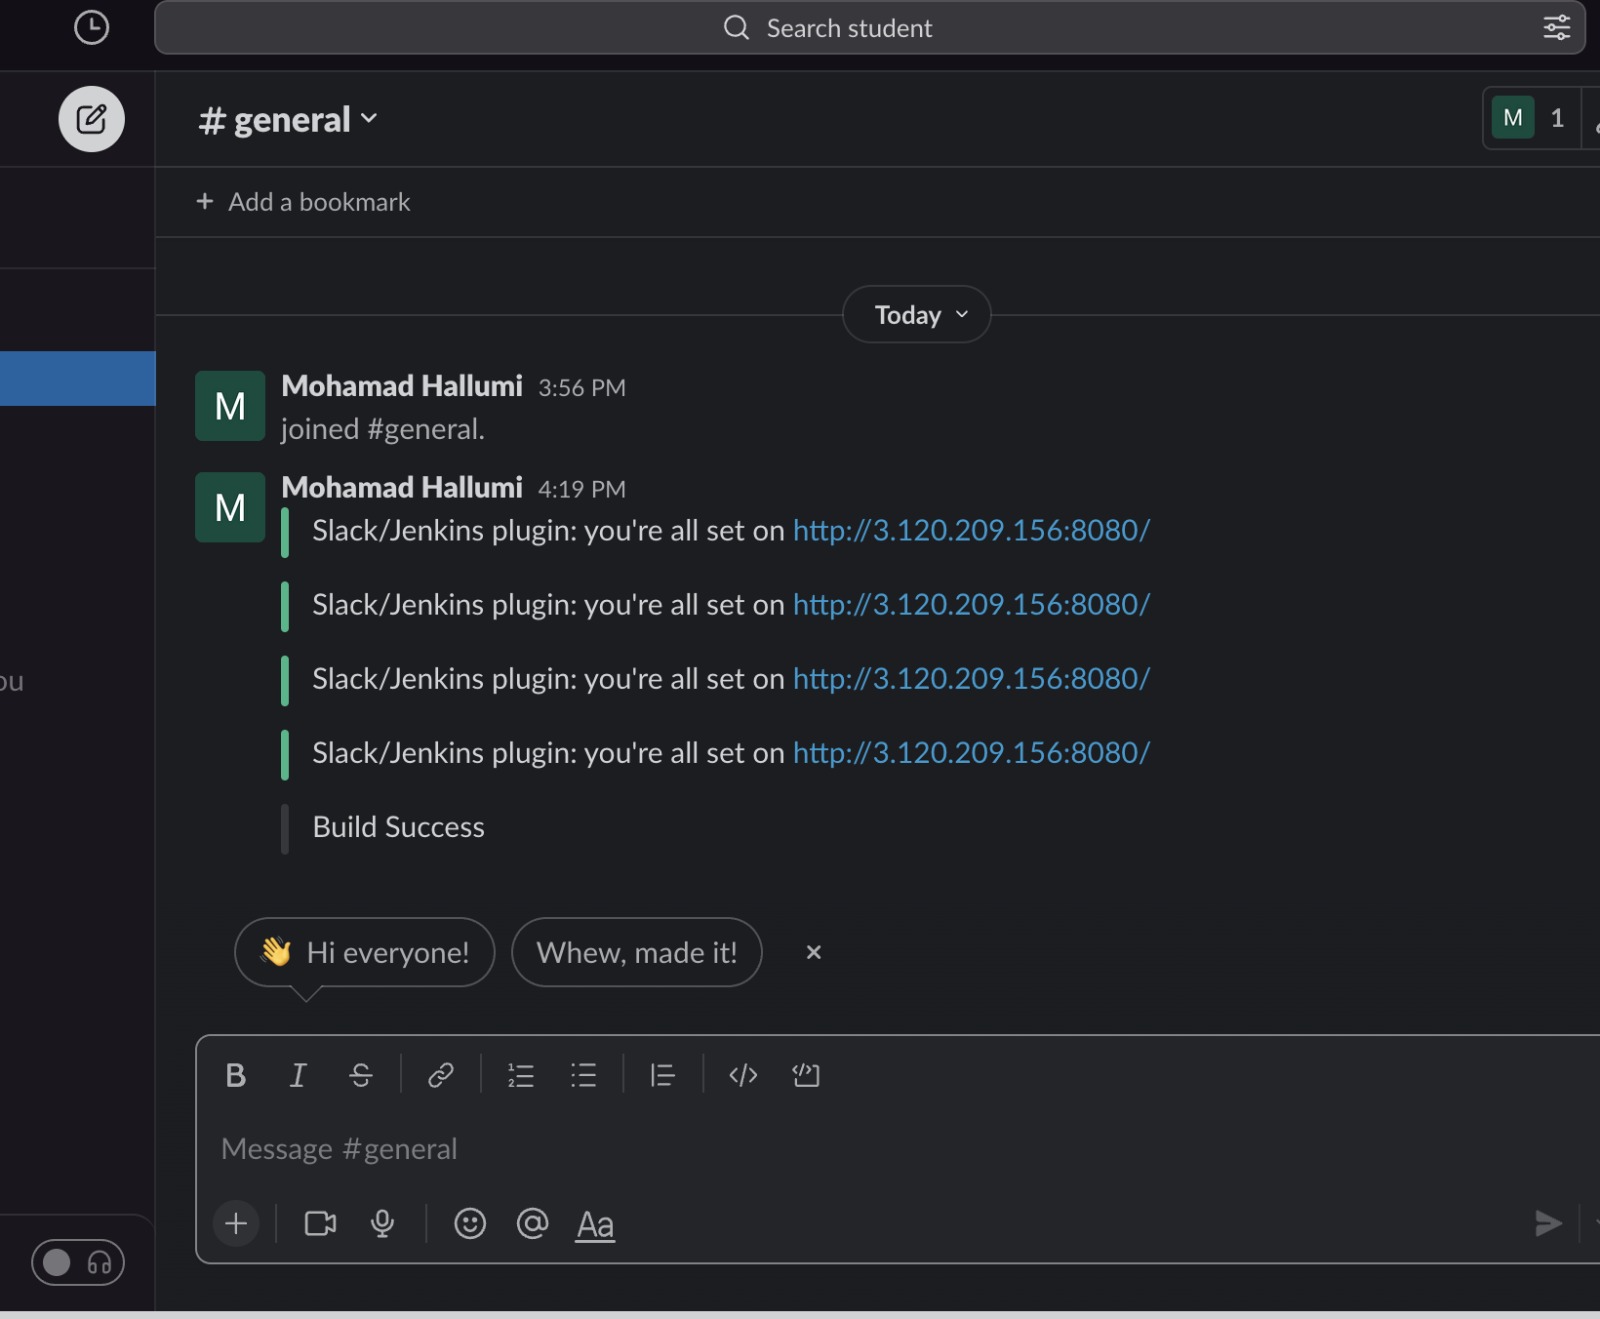 Search student
# general
M 1
+ Add a bookmark
Today
M
Mohamad Hallumi 3:56 PM
joined #general.
M
Mohamad Hallumi 4:19 PM
Slack/Jenkins plugin: you're all set on http://3.120.209.156:8080/
Slack/Jenkins plugin: you're all set on http://3.120.209.156:8080/
Slack/Jenkins plugin: you're all set on http://3.120.209.156:8080/
ou
Slack/Jenkins plugin: you're all set on http://3.120.209.156:8080/
Build Success
👋 Hi everyone! Whew, made it!
B I S
Message #general
Aa